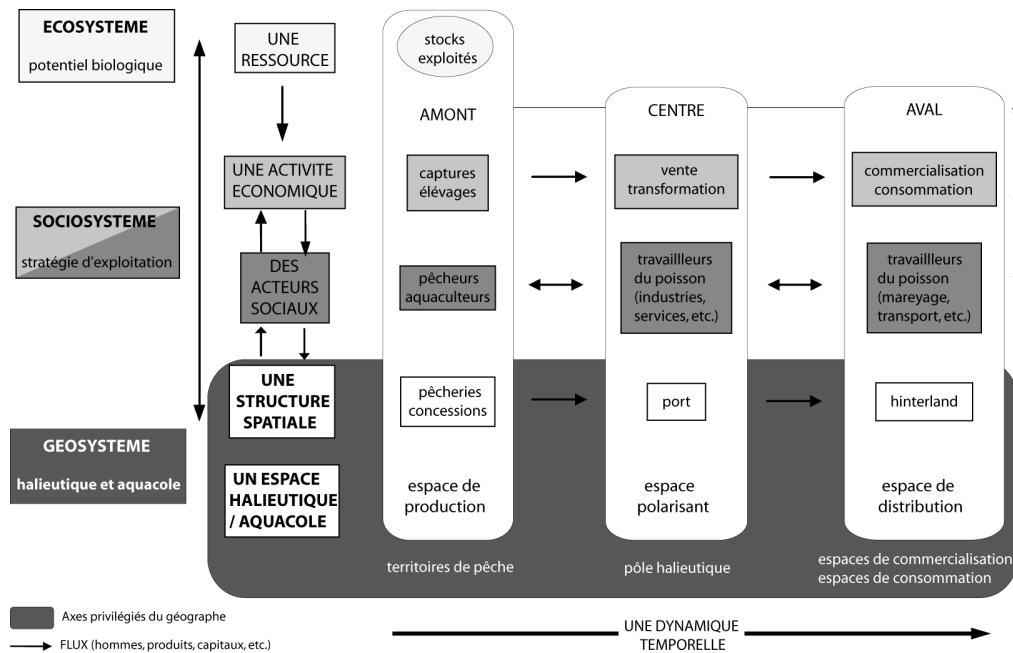 ECOSYSTEME
potentiel biologique
UNE
RESSOURCE
stocks
exploités
AMONT
CENTRE
AVAL
UNE ACTIVITE
ECONOMIQUE
captures
élévages
vente
transformation
commercialisation
consommation
SOCIOSYSTEME
stratégie d'exploitation
DES
ACTEURS
SOCIAUX
pêcheurs
aquaculteurs
travaillleurs
du poisson
(industries,
services, etc.)
travaillleurs
du poisson
(mareyage,
transport, etc.)
UNE
STRUCTURE
SPATIALE
pêcheries
concessions
port
hinterland
GEOSYSTEME
halieutique et aquacole
UN ESPACE
HALIEUTIQUE
/ AQUACOLE
espace de
production
espace
polarisant
espace de
distribution
territoires de pêche
pôle halieutique
espaces de commercialisation
espaces de consommation
Axes privilégiés du géographe
FLUX (hommes, produits, capitaux, etc.)
UNE DYNAMIQUE
TEMPORELLE